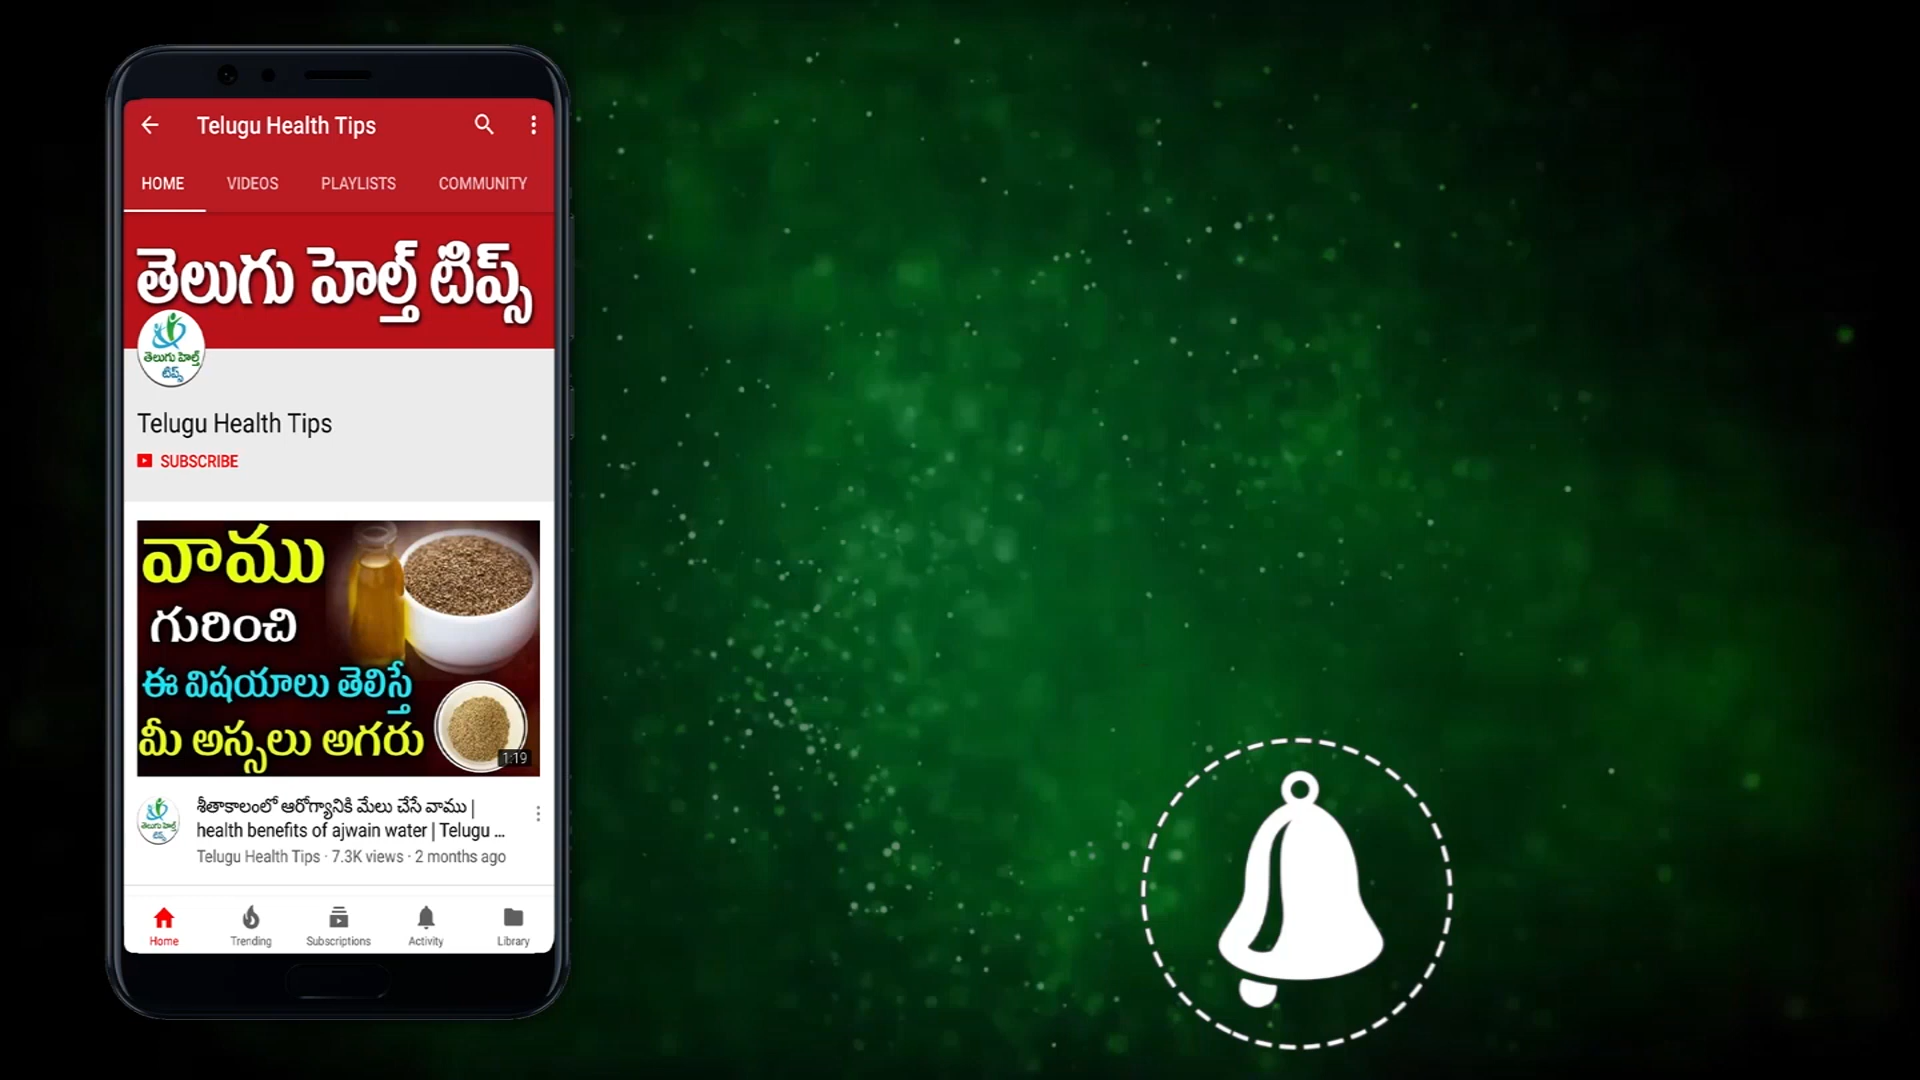 Telugu Health Tips
HOME VIDEOS PLAYLISTS COMMUNITY
తెలుగు హెల్త్ టిప్స్
తెలుగు హెల్త్
టిప్స్
Telugu Health Tips
SUBSCRIBE
వాము
గురించి
ఈ విషయాలు తెలిస్తే
మీ అస్సలు అగరు
1:19
తెలుగు హెల్త్
టిప్స్
శీతాకాలంలో ఆరోగ్యానికి మేలు చేసే వాము |
health benefits of ajwain water | Telugu ...
Telugu Health Tips · 7.3K views · 2 months ago
Home Trending Subscriptions Activity Library